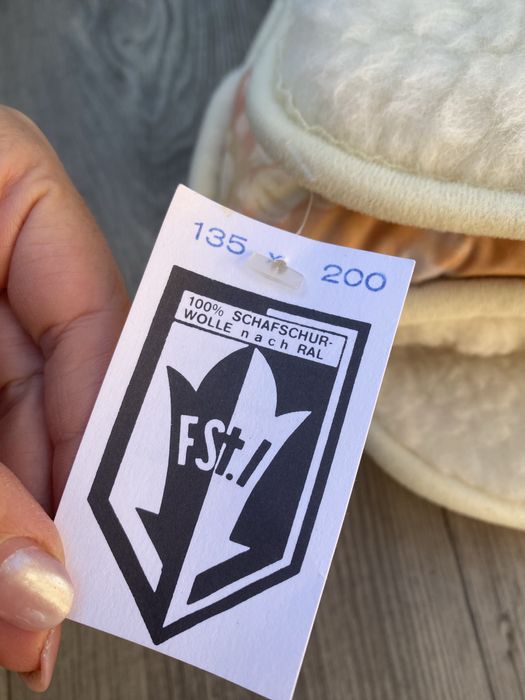 135 x 200
100% SCHAFSCHUR-
WOLLE nach RAL
FSt.I